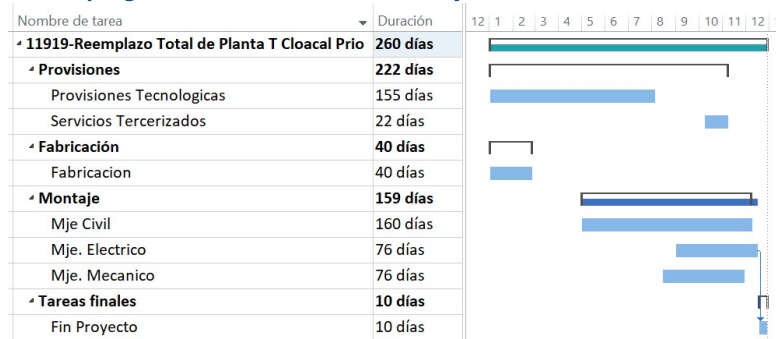 Nombre de tarea Duración 12 1 2 3 4 5 6 7 8 9 10 11 12
11919-Reemplazo Total de Planta T Cloacal Prio 260 días
Provisiones 222 días
Provisiones Tecnologicas 155 días
Servicios Tercerizados 22 días
Fabricación 40 días
Fabricacion 40 días
Montaje 159 días
Mje Civil 160 días
Mje. Electrico 76 días
Mje. Mecanico 76 días
Tareas finales 10 días
Fin Proyecto 10 días